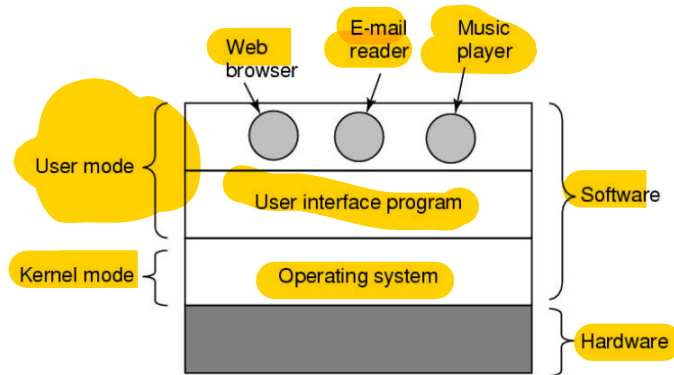 Web
browser
E-mail
reader
Music
player
User mode
User interface program
Software
Kernel mode
Operating system
Hardware